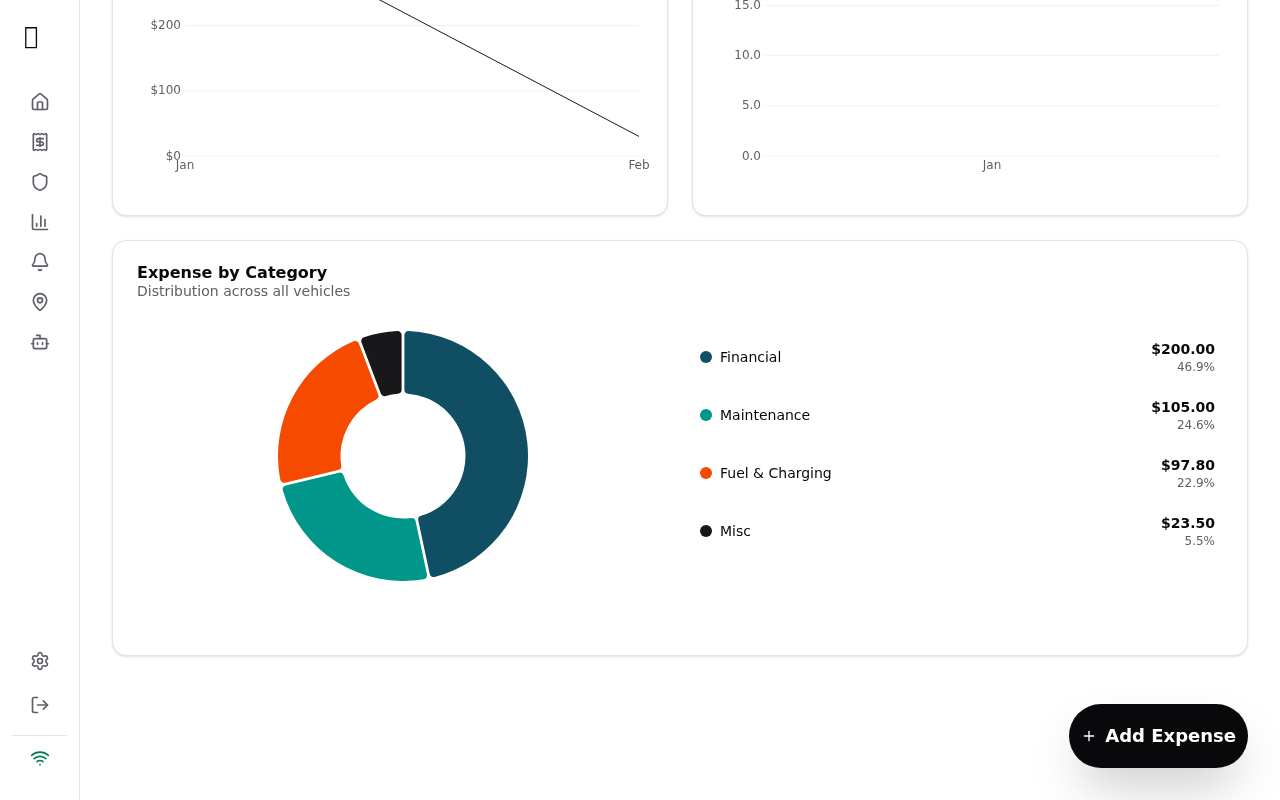 $200
$100
$0
Jan
Feb
15.0
10.0
5.0
0.0
Jan
Expense by Category
Distribution across all vehicles
Financial
$200.00
46.9%
Maintenance
$105.00
24.6%
Fuel & Charging
$97.80
22.9%
Misc
$23.50
5.5%
+ Add Expense